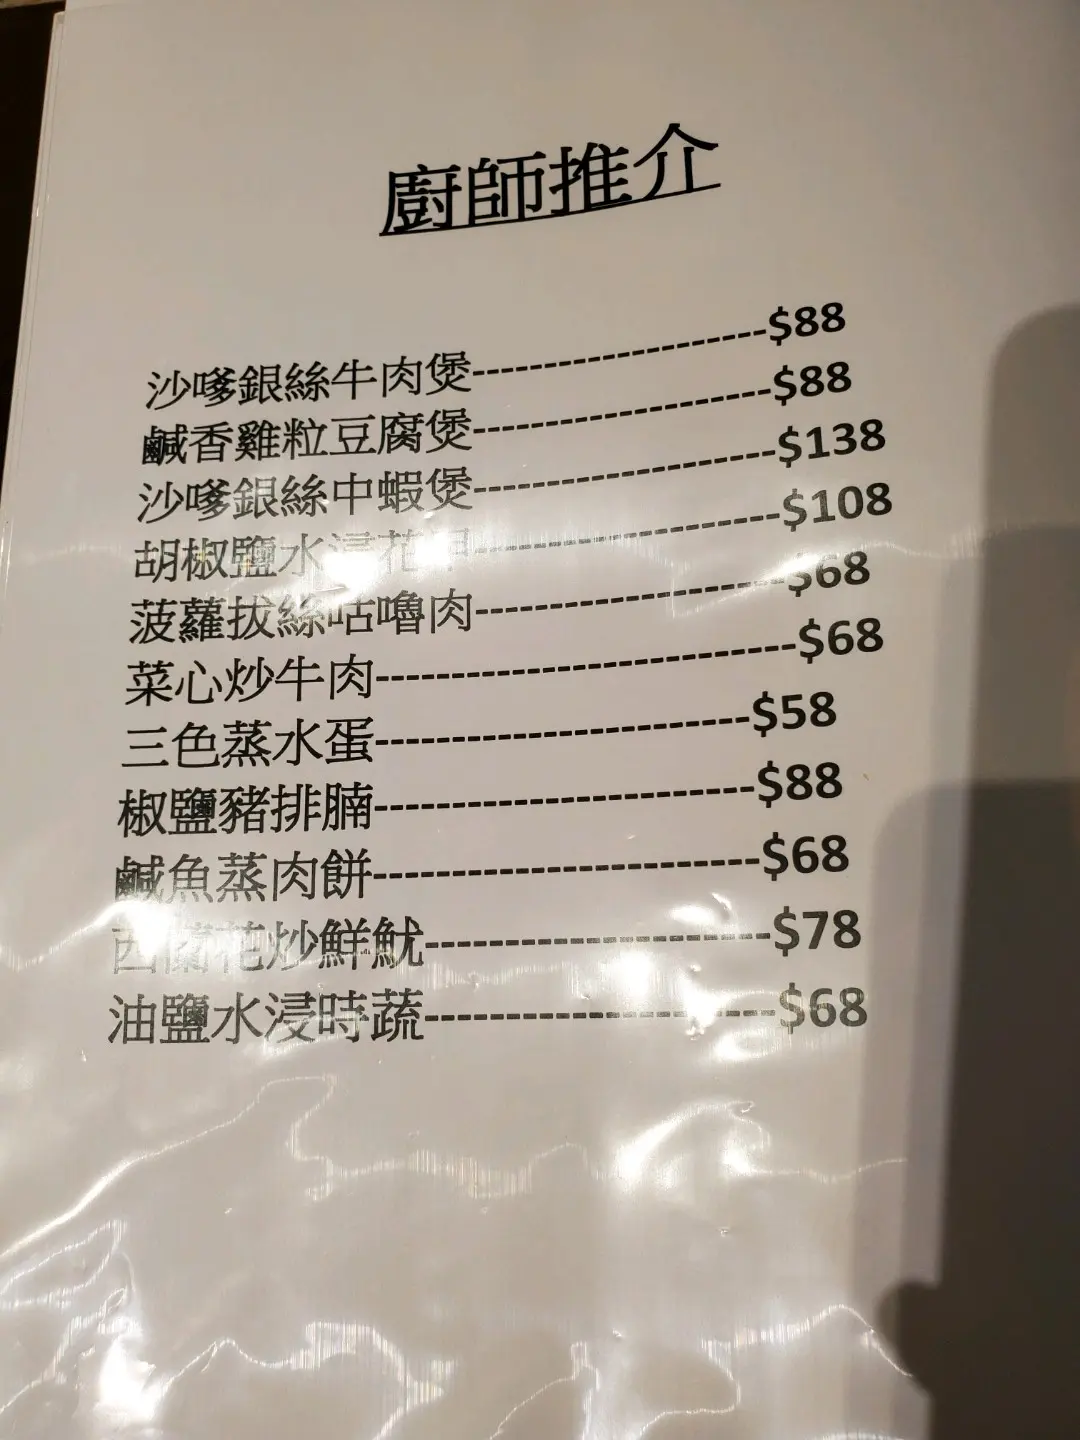 廚師推介
沙嗲銀絲牛肉煲--------------------$88
鹹香雞粒豆腐煲--------------------$88
沙嗲銀絲中蝦煲--------------------$138
胡椒鹽水浸花甲--------------------$108
菠蘿拔絲咕嚕肉--------------------$68
菜心炒牛肉---------------------------$68
三色蒸水蛋------------------------$58
椒鹽豬排腩------------------------$88
鹹魚蒸肉餅------------------------$68
西蘭花炒鮮魷---------------------$78
油鹽水浸時蔬---------------------$68